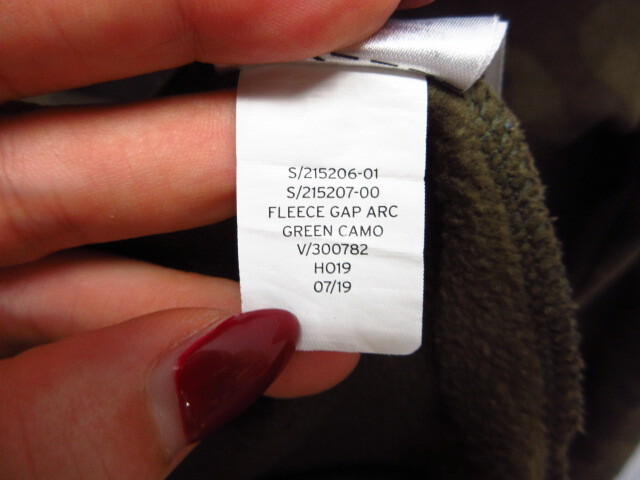 S/215206-01
S/215207-00
FLEECE GAP ARC
GREEN CAMO
V/300782
HO19
07/19